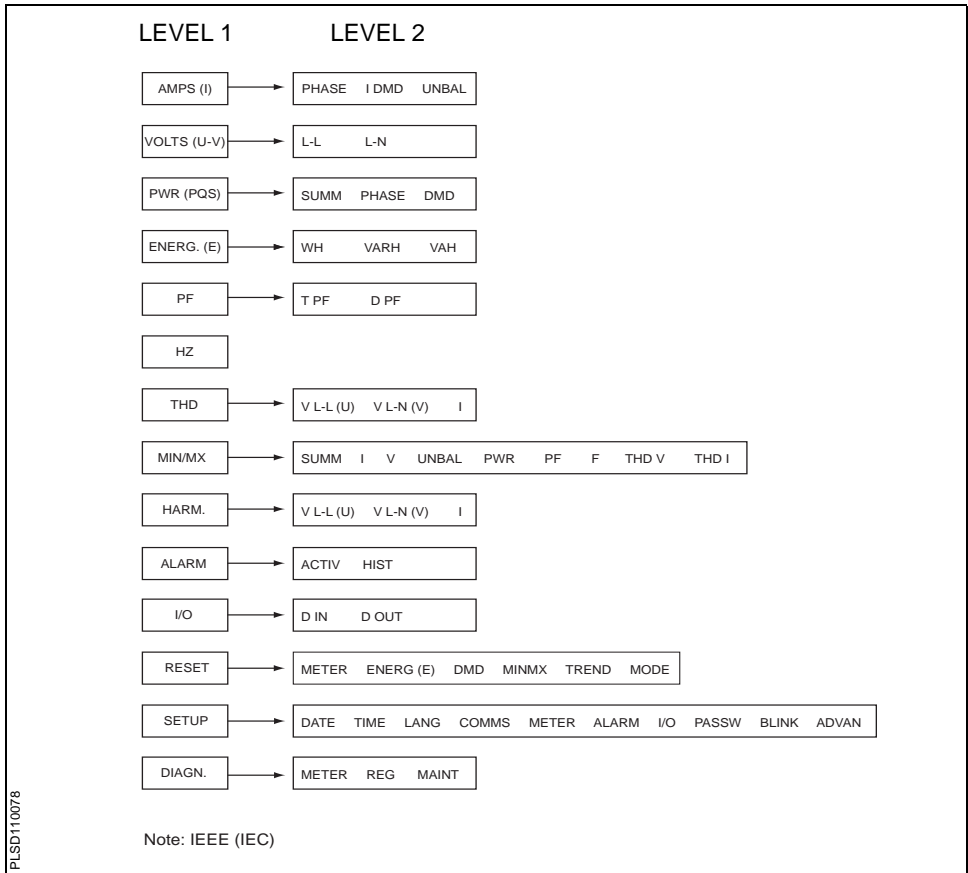 LEVEL 1 LEVEL 2
AMPS (I) PHASE I DMD UNBAL
VOLTS (U-V) L-L L-N
PWR (PQS) SUMM PHASE DMD
ENERG. (E) WH VARH VAH
PF T PF D PF
HZ
THD V L-L (U) V L-N (V) I
MIN/MX SUMM I V UNBAL PWR PF F THD V THD I
HARM. V L-L (U) V L-N (V) I
ALARM ACTIV HIST
I/O D IN D OUT
RESET METER ENERG (E) DMD MINMX TREND MODE
SETUP DATE TIME LANG COMMS METER ALARM I/O PASSW BLINK ADVAN
DIAGN. METER REG MAINT
Note: IEEE (IEC)
PLSD110078